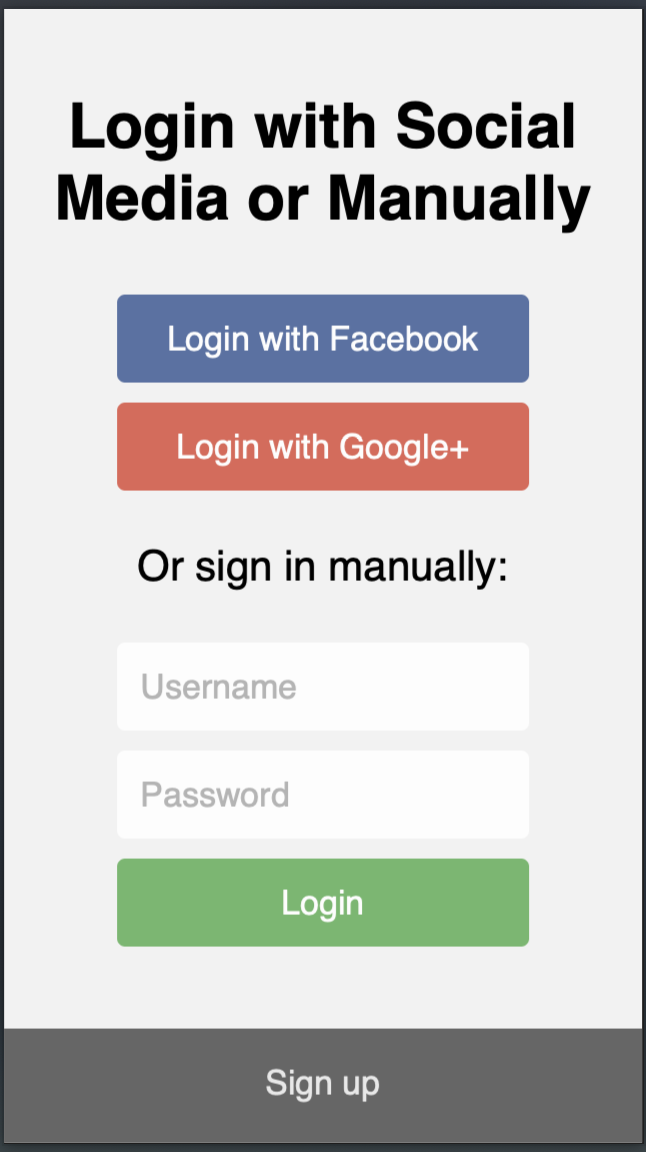 Login with Social
Media or Manually
Login with Facebook
Login with Google+
Or sign in manually:
Username
Password
Login
Sign up